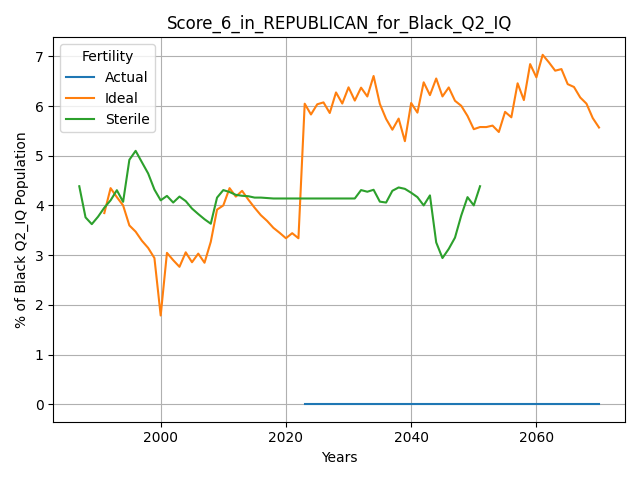 Score_6_in_REPUBLICAN_for_Black_Q2_IQ
Fertility
Actual
Ideal
Sterile
% of Black Q2_IQ Population
7
6
5
4
3
2
1
0
2000 2020 2040 2060
Years